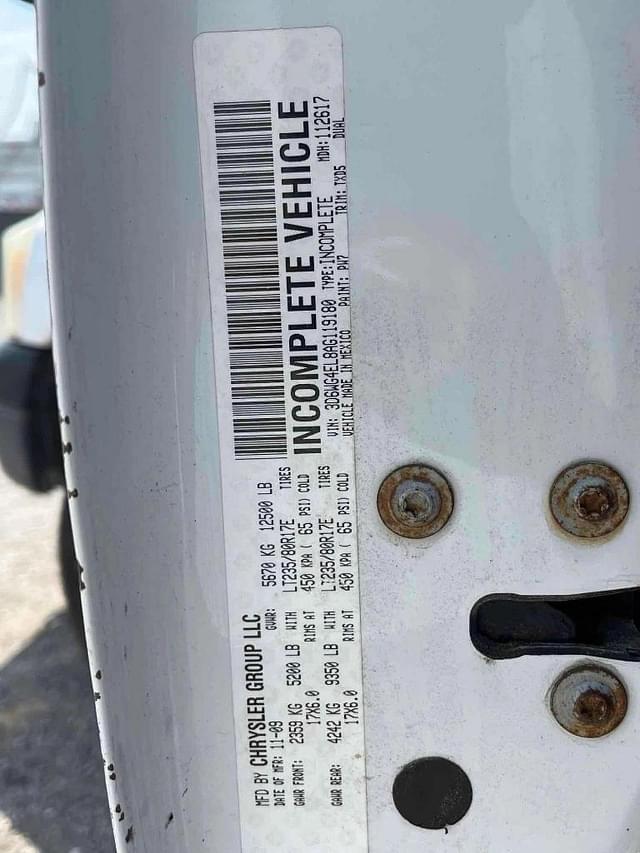 MFD BY CHRYSLER GROUP LLC
DATE OF MFR: 11-09 GVWR: 5670 KG 12500 LB
GAWR FRONT: 2359 KG 5200 LB WITH LT235/80R17E TIRES
17X6.0 RIMS AT 450 KPA ( 65 PSI) COLD
GAWR REAR: 4242 KG 9350 LB WITH LT235/80R17E TIRES
17X6.0 RIMS AT 450 KPA ( 65 PSI) COLD
INCOMPLETE VEHICLE
MDH: 112617
VIN: 3D6WG4EL8AG119180 TYPE: INCOMPLETE DUAL
VEHICLE MADE IN MEXICO PAINT: PW7 TRIM: TXD5